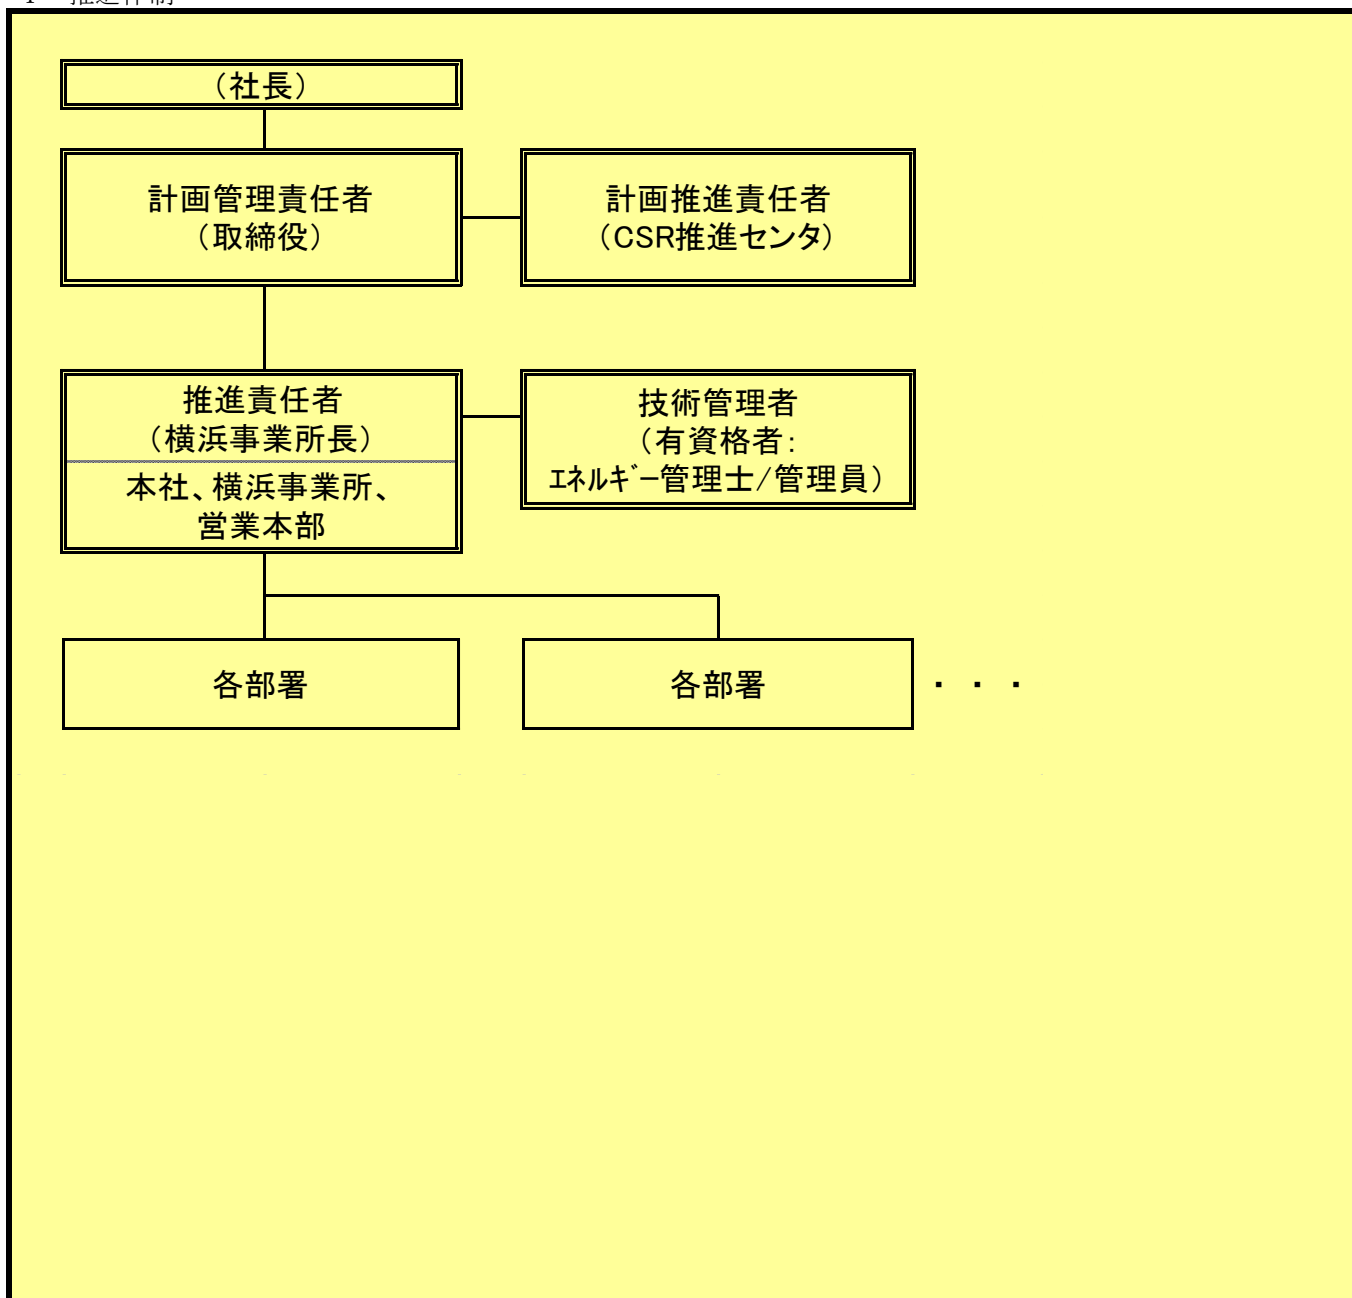 （社長）
計画管理責任者
（取締役）
計画推進責任者
（CSR推進センタ）
推進責任者
（横浜事業所長）
本社、横浜事業所、
営業本部
技術管理者
（有資格者：
ｴﾈﾙｷﾞｰ管理士/管理員）
各部署
各部署
・・・